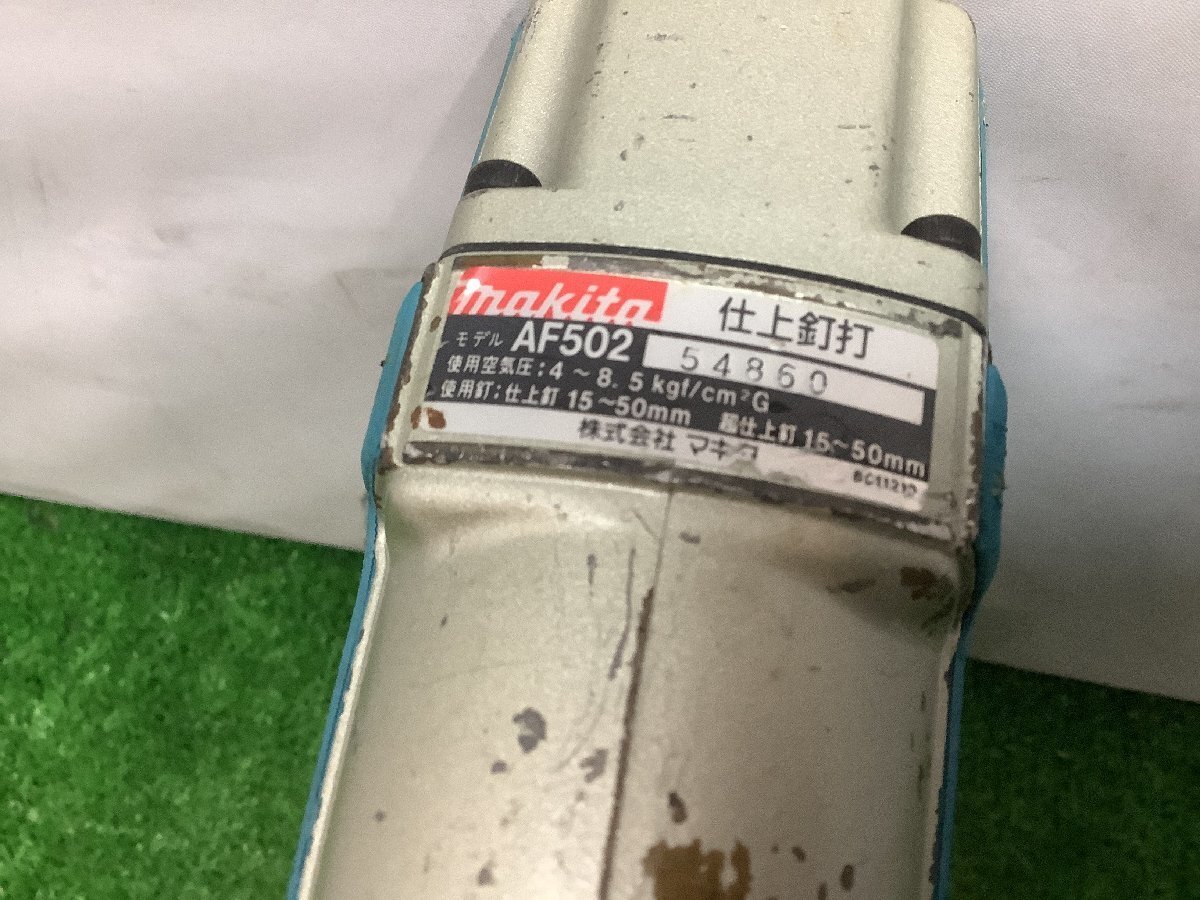 makita 仕上釘打
モデル AF502 54860
使用空気圧:4～8.5kgf/cm²G
使用釘:仕上釘 15～50mm 超仕上釘 15～50mm
株式会社 マキタ